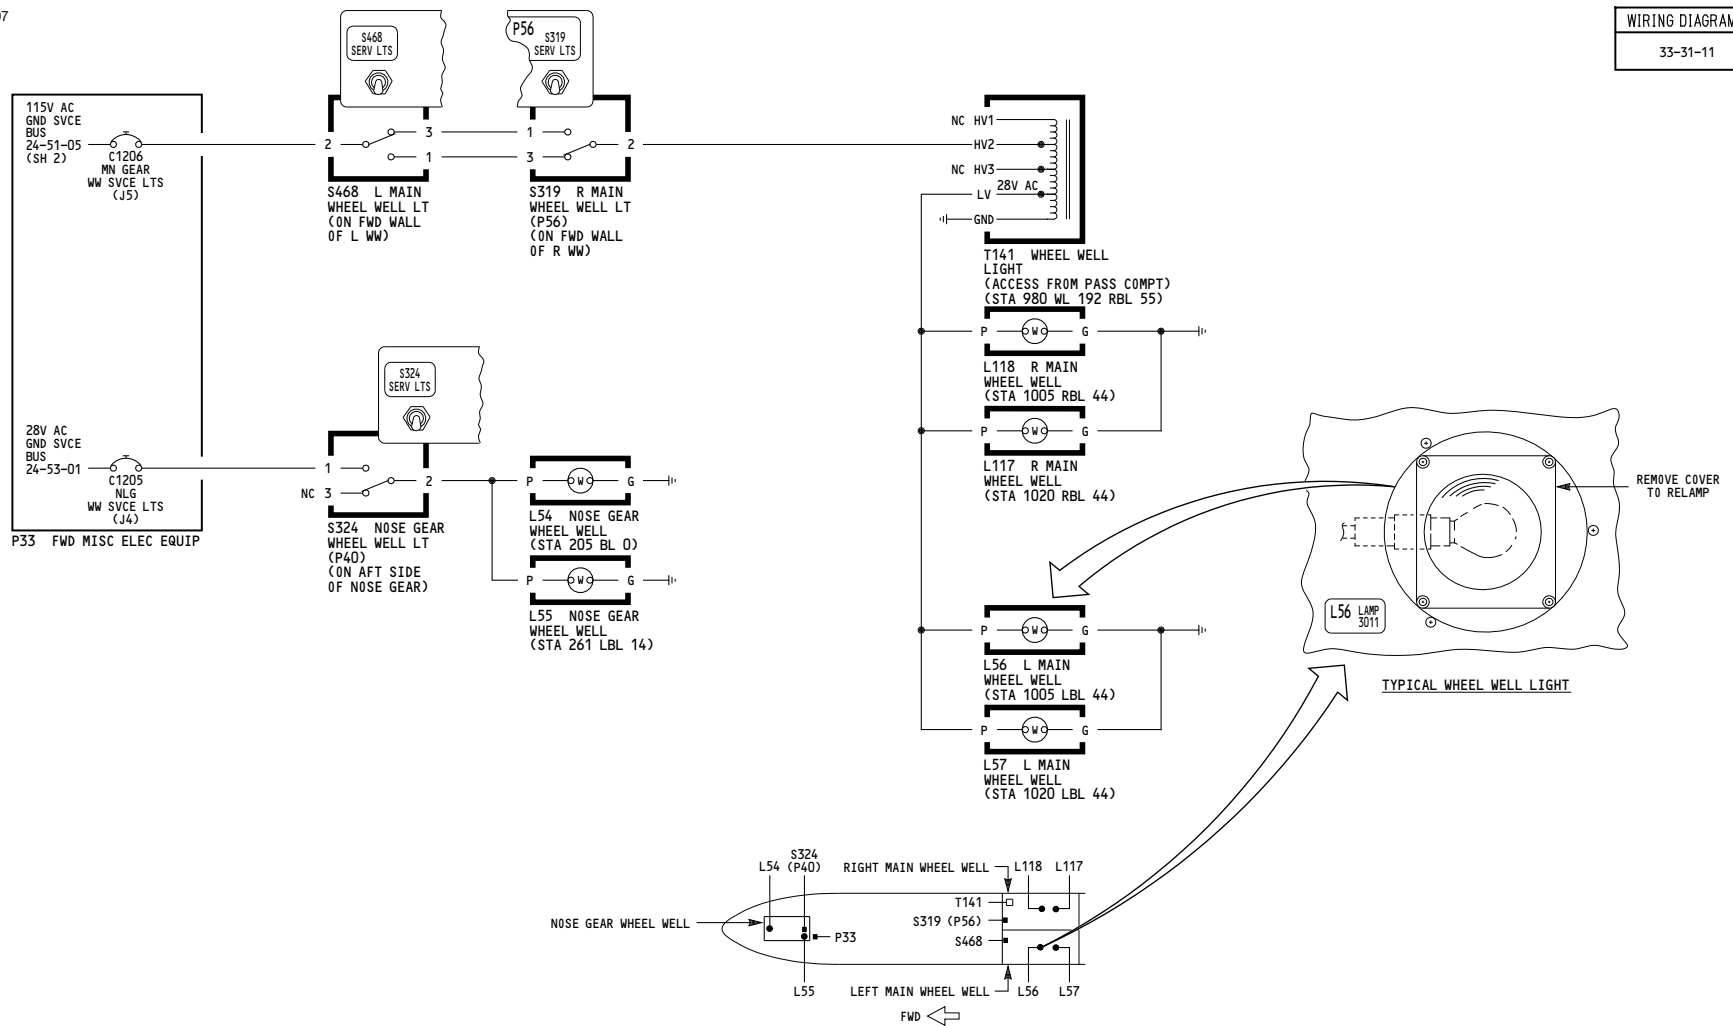 07
WIRING DIAGRAM
33-31-11
S468
SERV LTS
P56
S319
SERV LTS
115V AC
GND SVCE
BUS
24-51-05
(SH 2)
C1206
MN GEAR
WW SVCE LTS
(J5)
2
3
1
S468 L MAIN
WHEEL WELL LT
(ON FWD WALL
OF L WW)
1
3
2
S319 R MAIN
WHEEL WELL LT
(P56)
(ON FWD WALL
OF R WW)
NC HV1
HV2
NC HV3
28V AC
LV
GND
T141 WHEEL WELL
LIGHT
(ACCESS FROM PASS COMPT)
(STA 980 WL 192 RBL 55)
P W G
L118 R MAIN
WHEEL WELL
(STA 1005 RBL 44)
P W G
L117 R MAIN
WHEEL WELL
(STA 1020 RBL 44)
S324
SERV LTS
28V AC
GND SVCE
BUS
24-53-01
C1205
NLG
WW SVCE LTS
(J4)
P33 FWD MISC ELEC EQUIP
1
NC 3
2
S324 NOSE GEAR
WHEEL WELL LT
(P40)
(ON AFT SIDE
OF NOSE GEAR)
P W G
L54 NOSE GEAR
WHEEL WELL
(STA 205 BL 0)
P W G
L55 NOSE GEAR
WHEEL WELL
(STA 261 LBL 14)
REMOVE COVER
TO RELAMP
L56 LAMP
3011
TYPICAL WHEEL WELL LIGHT
P W G
L56 L MAIN
WHEEL WELL
(STA 1005 LBL 44)
P W G
L57 L MAIN
WHEEL WELL
(STA 1020 LBL 44)
S324
L54 (P40)
RIGHT MAIN WHEEL WELL
L118 L117
T141
NOSE GEAR WHEEL WELL
S319 (P56)
P33
S468
L55
LEFT MAIN WHEEL WELL
L56 L57
FWD